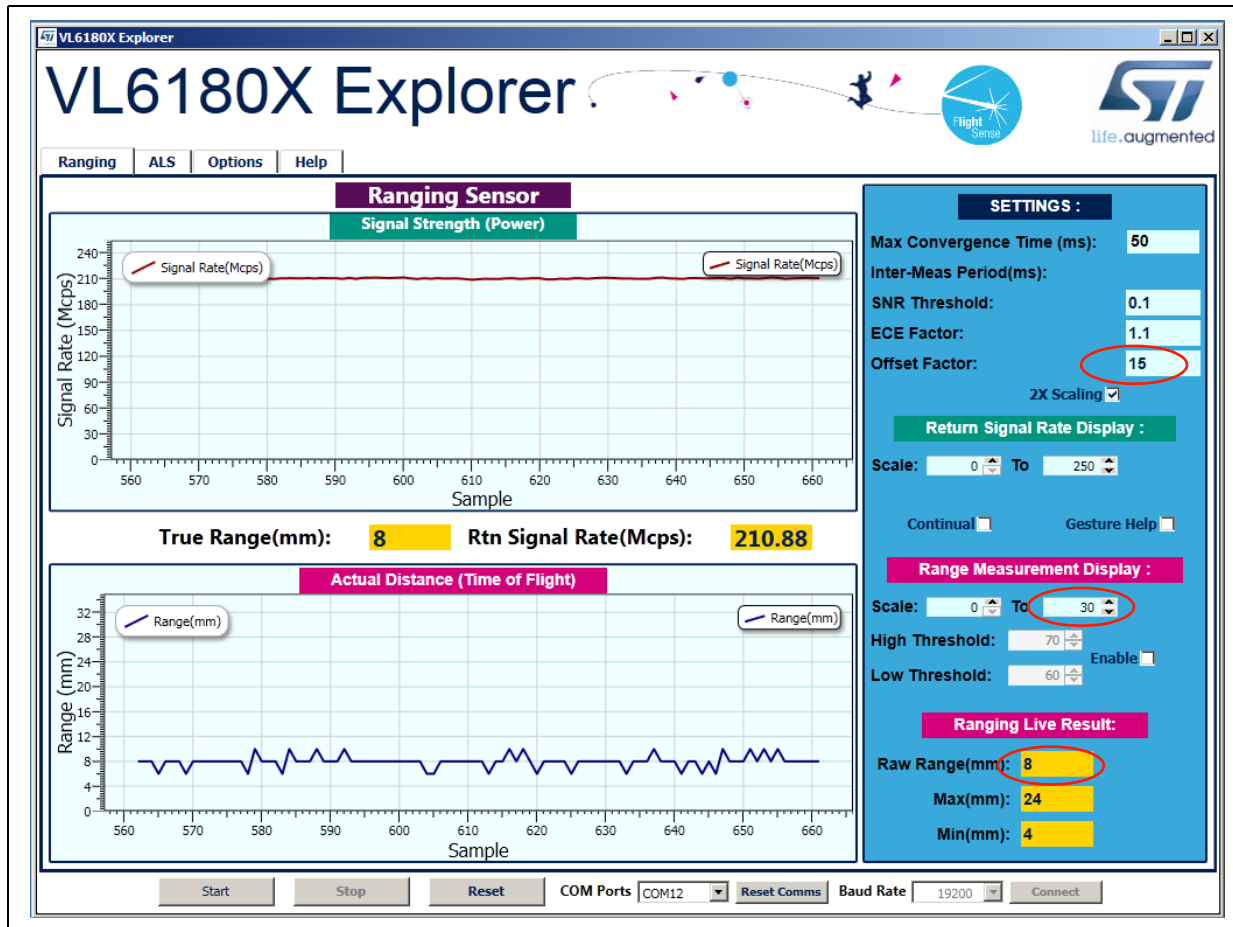 VL6180X Explorer
VL6180X Explorer
Flight
Sense
ST
life.augmented
Ranging ALS Options Help
Ranging Sensor
Signal Strength (Power)
Signal Rate (Mcps)
240
210
180
150
120
90
60
30
0
Signal Rate(Mcps)
Signal Rate(Mcps)
560 570 580 590 600 610 620 630 640 650 660
Sample
True Range(mm): 8 Rtn Signal Rate(Mcps): 210.88
Actual Distance (Time of Flight)
Range (mm)
32
28
24
20
16
12
8
4
0
Range(mm)
Range(mm)
560 570 580 590 600 610 620 630 640 650 660
Sample
SETTINGS :
Max Convergence Time (ms): 50
Inter-Meas Period(ms):
SNR Threshold: 0.1
ECE Factor: 1.1
Offset Factor: 15
2X Scaling
Return Signal Rate Display :
Scale: 0 To 250
Continual Gesture Help
Range Measurement Display :
Scale: 0 To 30
High Threshold: 70
Enable
Low Threshold: 60
Ranging Live Result:
Raw Range(mm): 8
Max(mm): 24
Min(mm): 4
Start Stop Reset COM Ports COM12 Reset Comms Baud Rate 19200 Connect